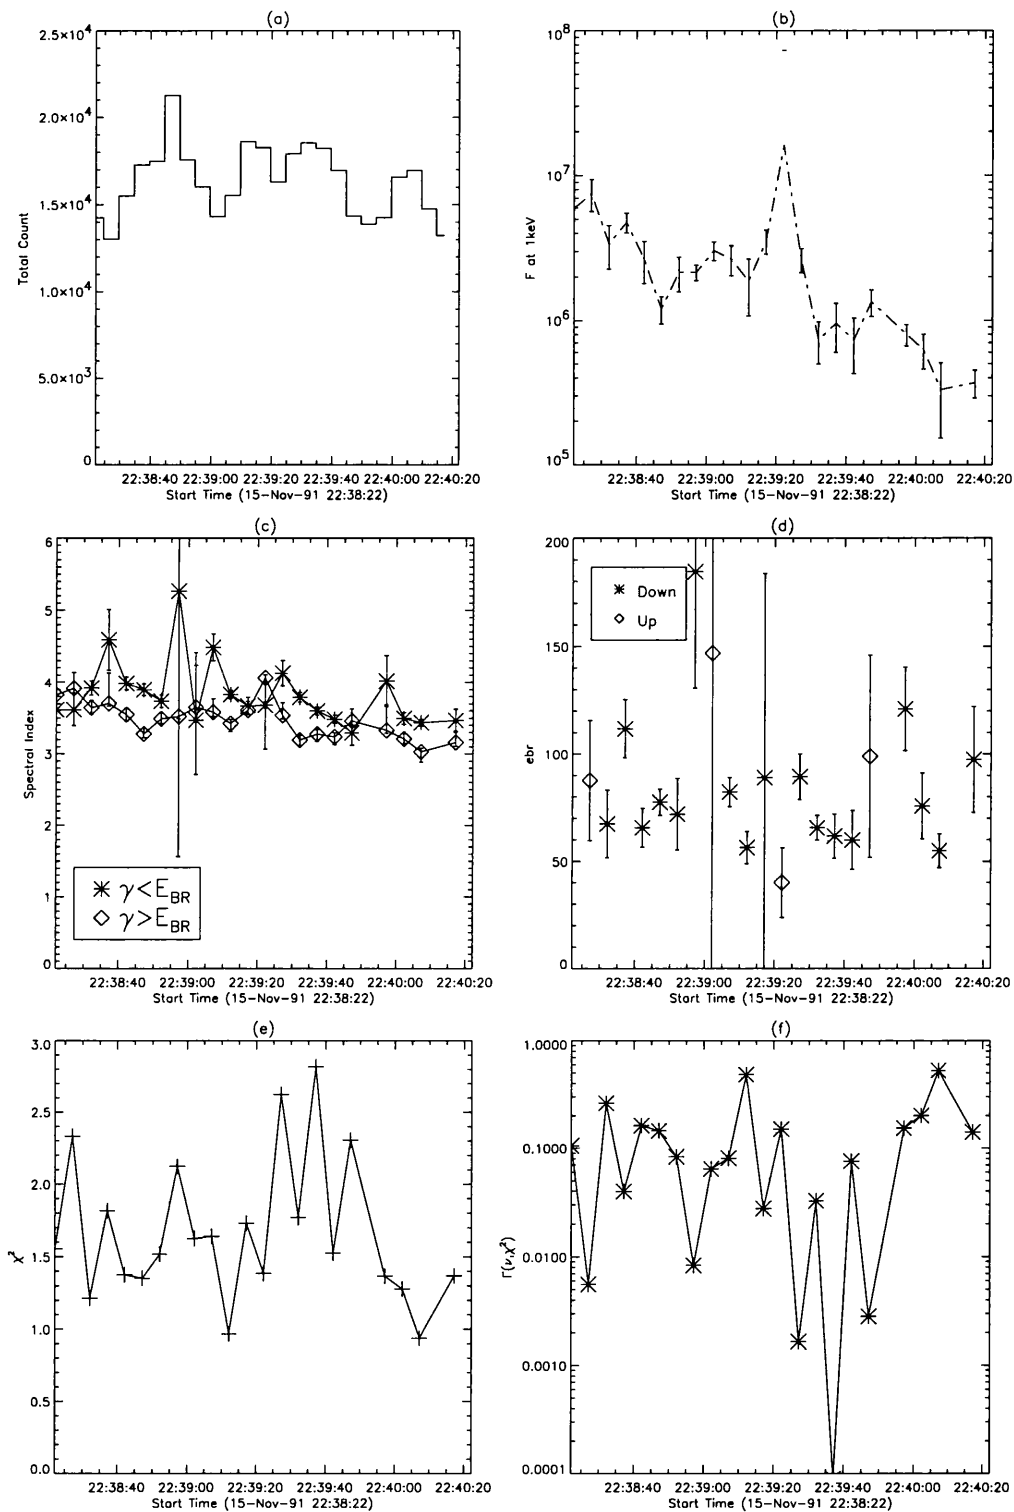 (a)
2.5×10⁴
2.0×10⁴
1.5×10⁴
1.0×10⁴
5.0×10³
0
Total Count
22:38:40 22:39:00 22:39:20 22:39:40 22:40:00 22:40:20
Start Time (15-Nov-91 22:38:22)
(b)
10⁸
10⁷
10⁶
10⁵
F at 1keV
22:38:40 22:39:00 22:39:20 22:39:40 22:40:00 22:40:20
Start Time (15-Nov-91 22:38:22)
(c)
6
5
4
3
2
1
0
Spectral Index
γ<E_BR
γ>E_BR
22:38:40 22:39:00 22:39:20 22:39:40 22:40:00 22:40:20
Start Time (15-Nov-91 22:38:22)
(d)
200
150
100
50
0
ebr
Down
Up
22:38:40 22:39:00 22:39:20 22:39:40 22:40:00 22:40:20
Start Time (15-Nov-91 22:38:22)
(e)
3.0
2.5
2.0
1.5
1.0
0.5
0.0
χ²
22:38:40 22:39:00 22:39:20 22:39:40 22:40:00 22:40:20
Start Time (15-Nov-91 22:38:22)
(f)
1.0000
0.1000
0.0100
0.0010
0.0001
Γ(ν,χ²)
22:38:40 22:39:00 22:39:20 22:39:40 22:40:00 22:40:20
Start Time (15-Nov-91 22:38:22)